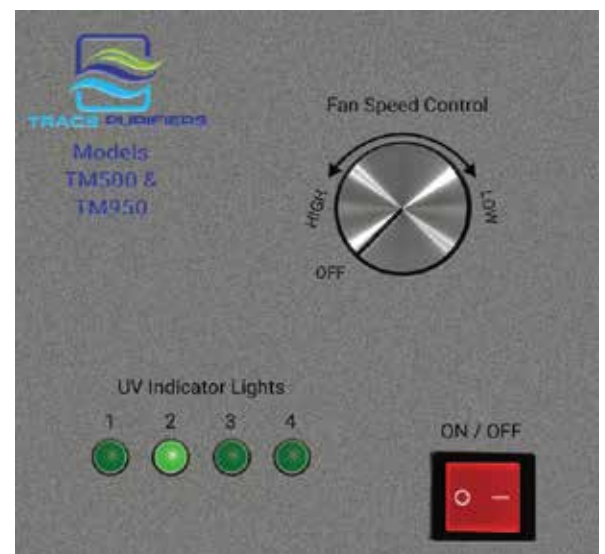 TRACE PURIFIERS
Models
TM500 &
TM950
Fan Speed Control
HIGH
LOW
OFF
UV Indicator Lights
1 2 3 4
ON / OFF
O —